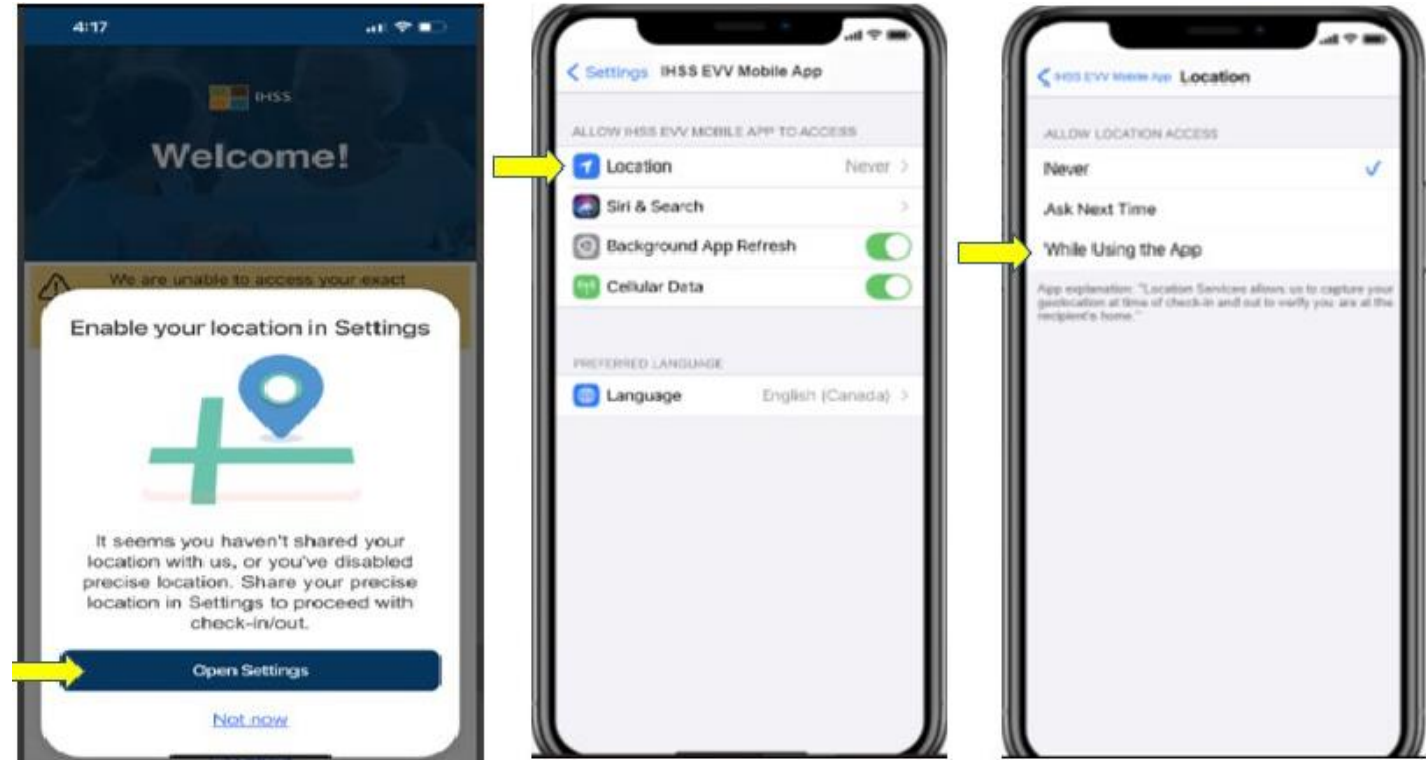 4:17
IHSS
Welcome!
We are unable to access your exact
Enable your location in Settings
It seems you haven't shared your
location with us, or you've disabled
precise location. Share your precise
location in Settings to proceed with
check-in/out.
Open Settings
Not now
Settings IHSS EVV Mobile App
ALLOW IHSS EVV MOBILE APP TO ACCESS
Location Never
Siri & Search
Background App Refresh
Cellular Data
PREFERRED LANGUAGE
Language English (Canada)
IHSS EVV Mobile App Location
ALLOW LOCATION ACCESS
Never
Ask Next Time
While Using the App
App explanation: "Location Services allows us to capture your
geolocation at time of check-in and out to verify you are at the
recipient's home."